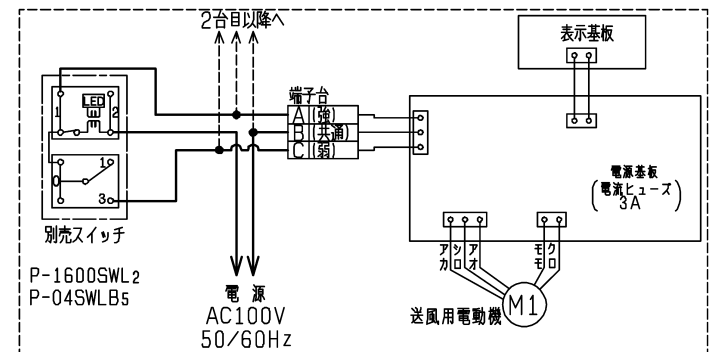 2台目以降へ
表示基板
端子台
A (強)
B (共通)
C (弱)
LED
1
2
0
1
3
別売スイッチ
P-1600SWL2
P-04SWLB5
電源
AC100V
50/60Hz
電源基板
(電流ヒューズ)
3A
アカ
シロ
アオ
モモ
クロ
送風用電動機
M1